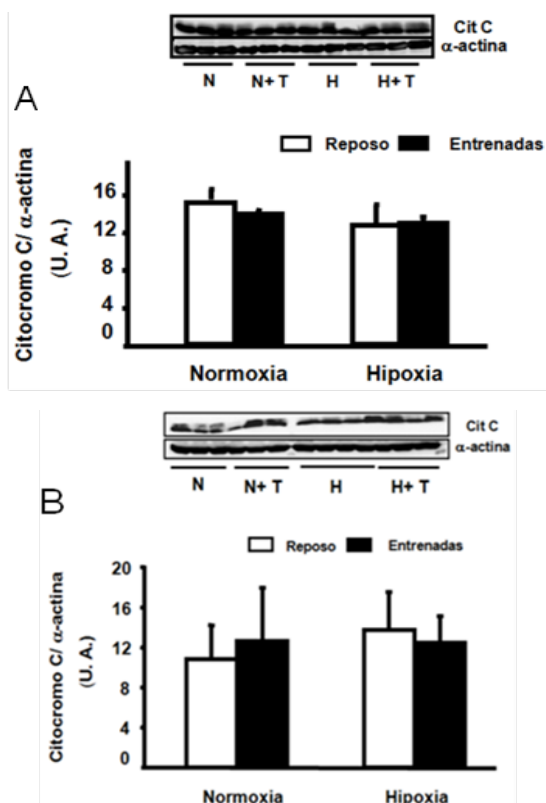 Cit C
α-actina
N N+ T H H+ T
A
Reposo Entrenadas
Citocromo C/ α-actina
(U. A.)
16
12
8
4
0
Normoxia Hipoxia
Cit C
α-actina
N N+ T H H+ T
B
Reposo Entrenadas
Citocromo C/ α-actina
(U. A.)
20
16
12
8
4
0
Normoxia Hipoxia